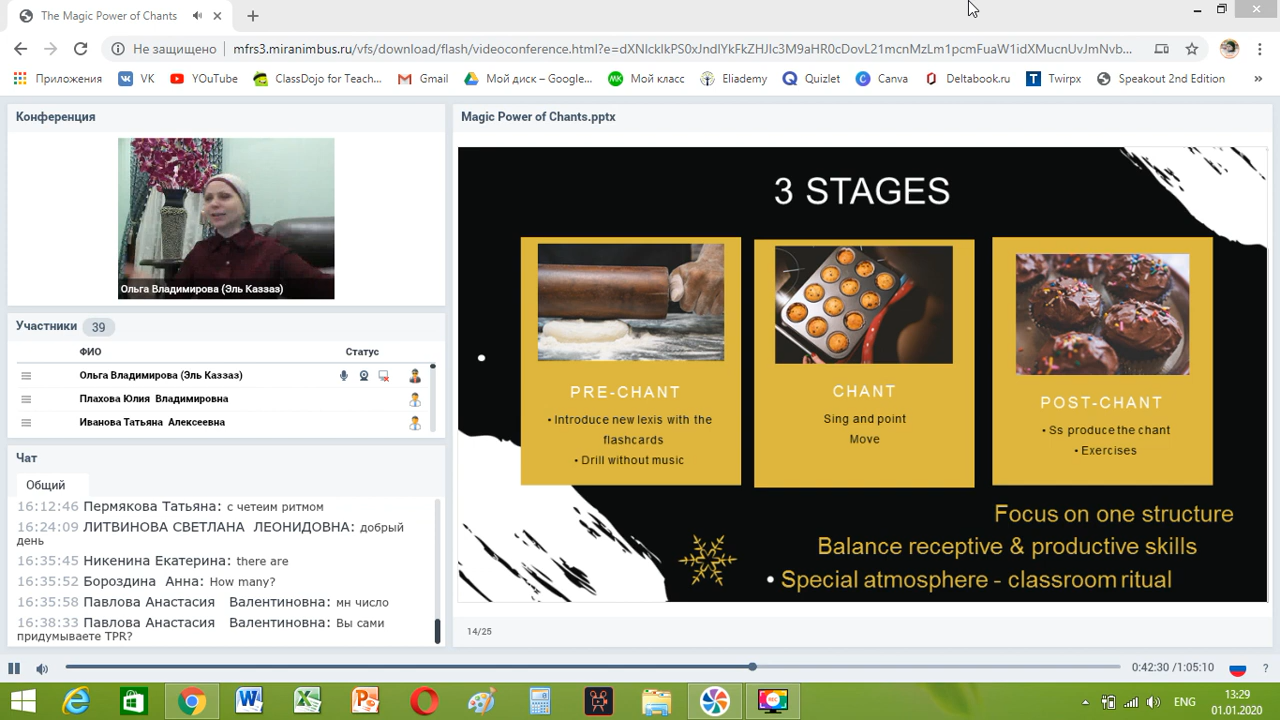 The Magic Power of Chants
Не защищено
mfrs3.miranimbus.ru/vfs/download/flash/videoconference.html?e=dXNlcklkPS0xJndlYkFkZHJlc3M9aHR0cDovL21mcnMzLm1pcmFuaW1idXMucnUvJmNvb...
Приложения
VK
YOutube
ClassDojo for Teach...
Gmail
Мой диск – Google...
Мой класс
Eliademy
Quizlet
Canva
Deltabook.ru
Twirpx
Speakout 2nd Edition
»
Конференция
Ольга Владимирова (Эль Каззаз)
Участники 39
ФИО Статус
Ольга Владимирова (Эль Каззаз)
Плахова Юлия Владимировна
Иванова Татьяна Алексеевна
Чат
Общий
16:12:46 Пермякова Татьяна: с четеим ритмом
16:24:09 ЛИТВИНОВА СВЕТЛАНА ЛЕОНИДОВНА: добрый
день
16:35:45 Никенина Екатерина: there are
16:35:52 Бороздина Анна: How many?
16:35:58 Павлова Анастасия Валентиновна: мн число
16:38:33 Павлова Анастасия Валентиновна: Вы сами
придумываете TPR?
Magic Power of Chants.pptx
3 STAGES
PRE-CHANT
• Introduce new lexis with the
flashcards
• Drill without music
CHANT
Sing and point
Move
POST-CHANT
• Ss produce the chant
• Exercises
Focus on one structure
Balance receptive & productive skills
• Special atmosphere - classroom ritual
14/25
0:42:30 /1:05:10
?
ENG
13:29
01.01.2020